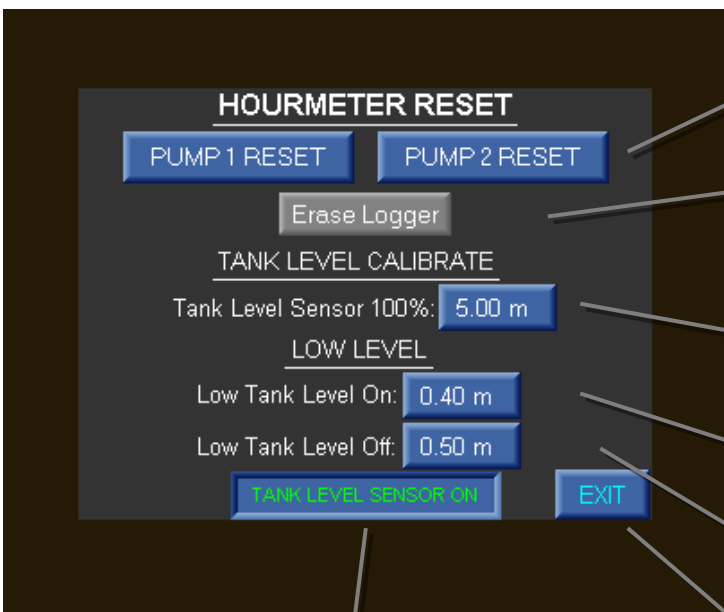 HOURMETER RESET
PUMP 1 RESET PUMP 2 RESET
Erase Logger
TANK LEVEL CALIBRATE
Tank Level Sensor 100%: 5.00 m
LOW LEVEL
Low Tank Level On: 0.40 m
Low Tank Level Off: 0.50 m
TANK LEVEL SENSOR ON EXIT